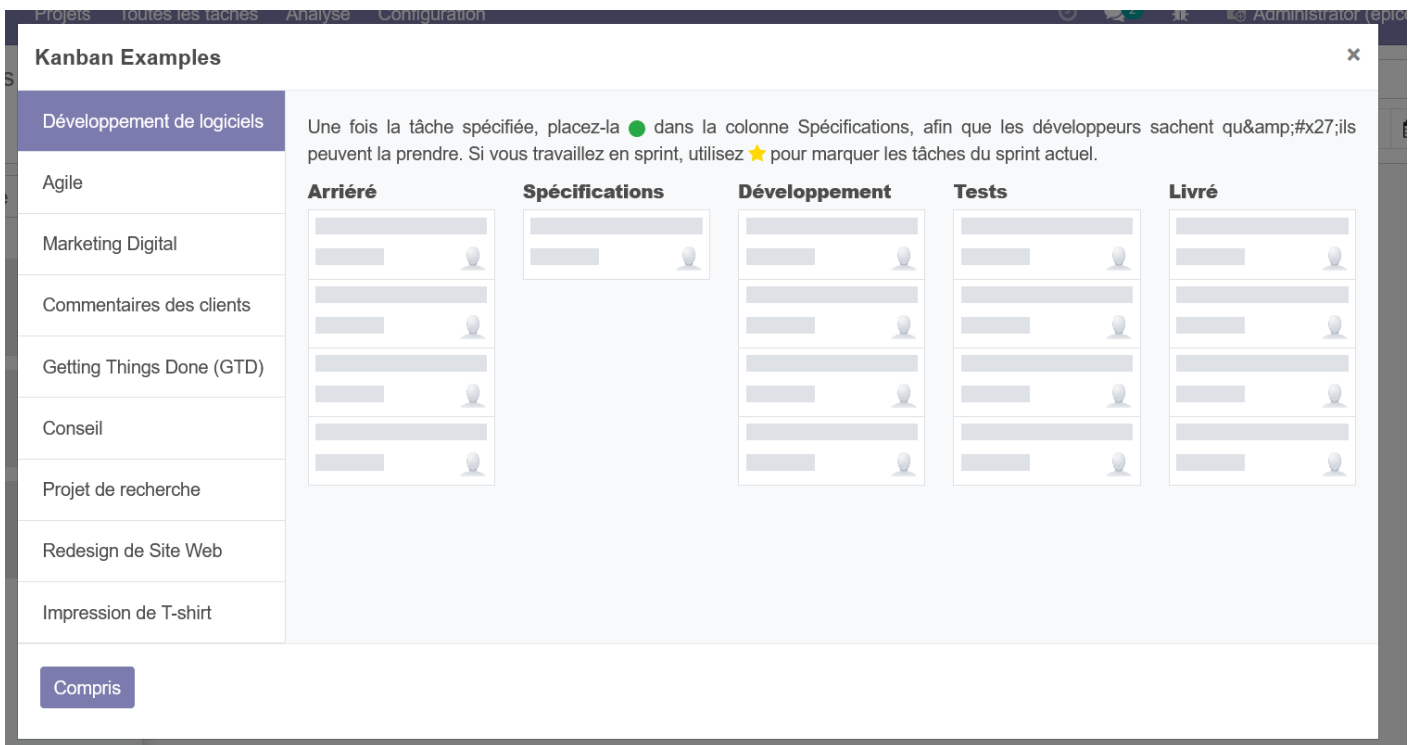 Projets Toutes les tâches Analyse Configuration 2 Administrator (epic
Kanban Examples ×
Développement de logiciels
Agile
Marketing Digital
Commentaires des clients
Getting Things Done (GTD)
Conseil
Projet de recherche
Redesign de Site Web
Impression de T-shirt
Une fois la tâche spécifiée, placez-la dans la colonne Spécifications, afin que les développeurs sachent qu&amp;#x27;ils
peuvent la prendre. Si vous travaillez en sprint, utilisez pour marquer les tâches du sprint actuel.
Arriéré Spécifications Développement Tests Livré
Compris